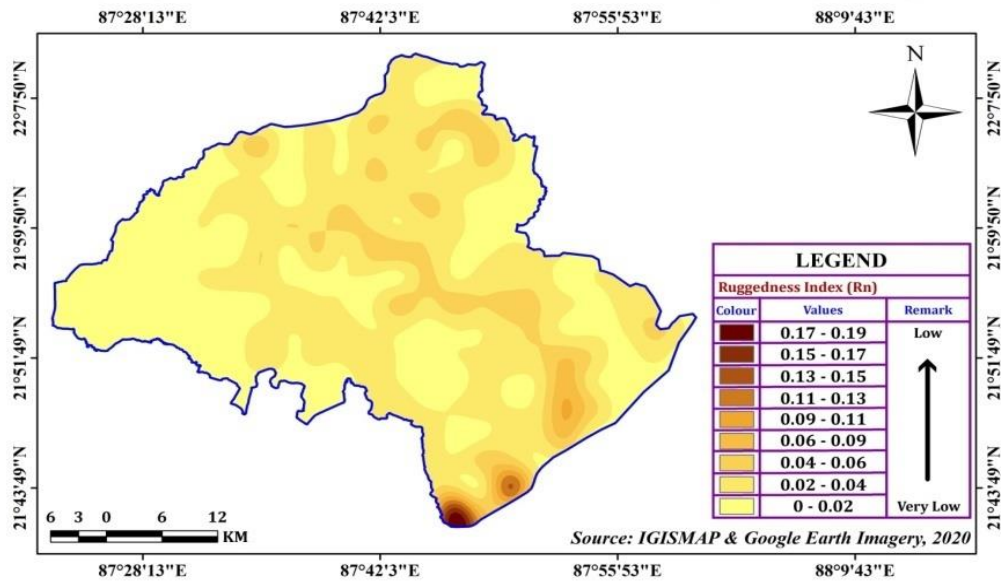 87°28'13"E 87°42'3"E 87°55'53"E 88°9'43"E
N
22°7'50"N 22°7'50"N
21°59'50"N 21°59'50"N
21°51'49"N 21°51'49"N
21°43'49"N 21°43'49"N
LEGEND
Ruggedness Index (Rn)
Colour Values Remark
0.17 - 0.19 Low
0.15 - 0.17
0.13 - 0.15
0.11 - 0.13
0.09 - 0.11
0.06 - 0.09
0.04 - 0.06
0.02 - 0.04
0 - 0.02 Very Low
6 3 0 6 12
KM
Source: IGISMAP & Google Earth Imagery, 2020
87°28'13"E 87°42'3"E 87°55'53"E 88°9'43"E